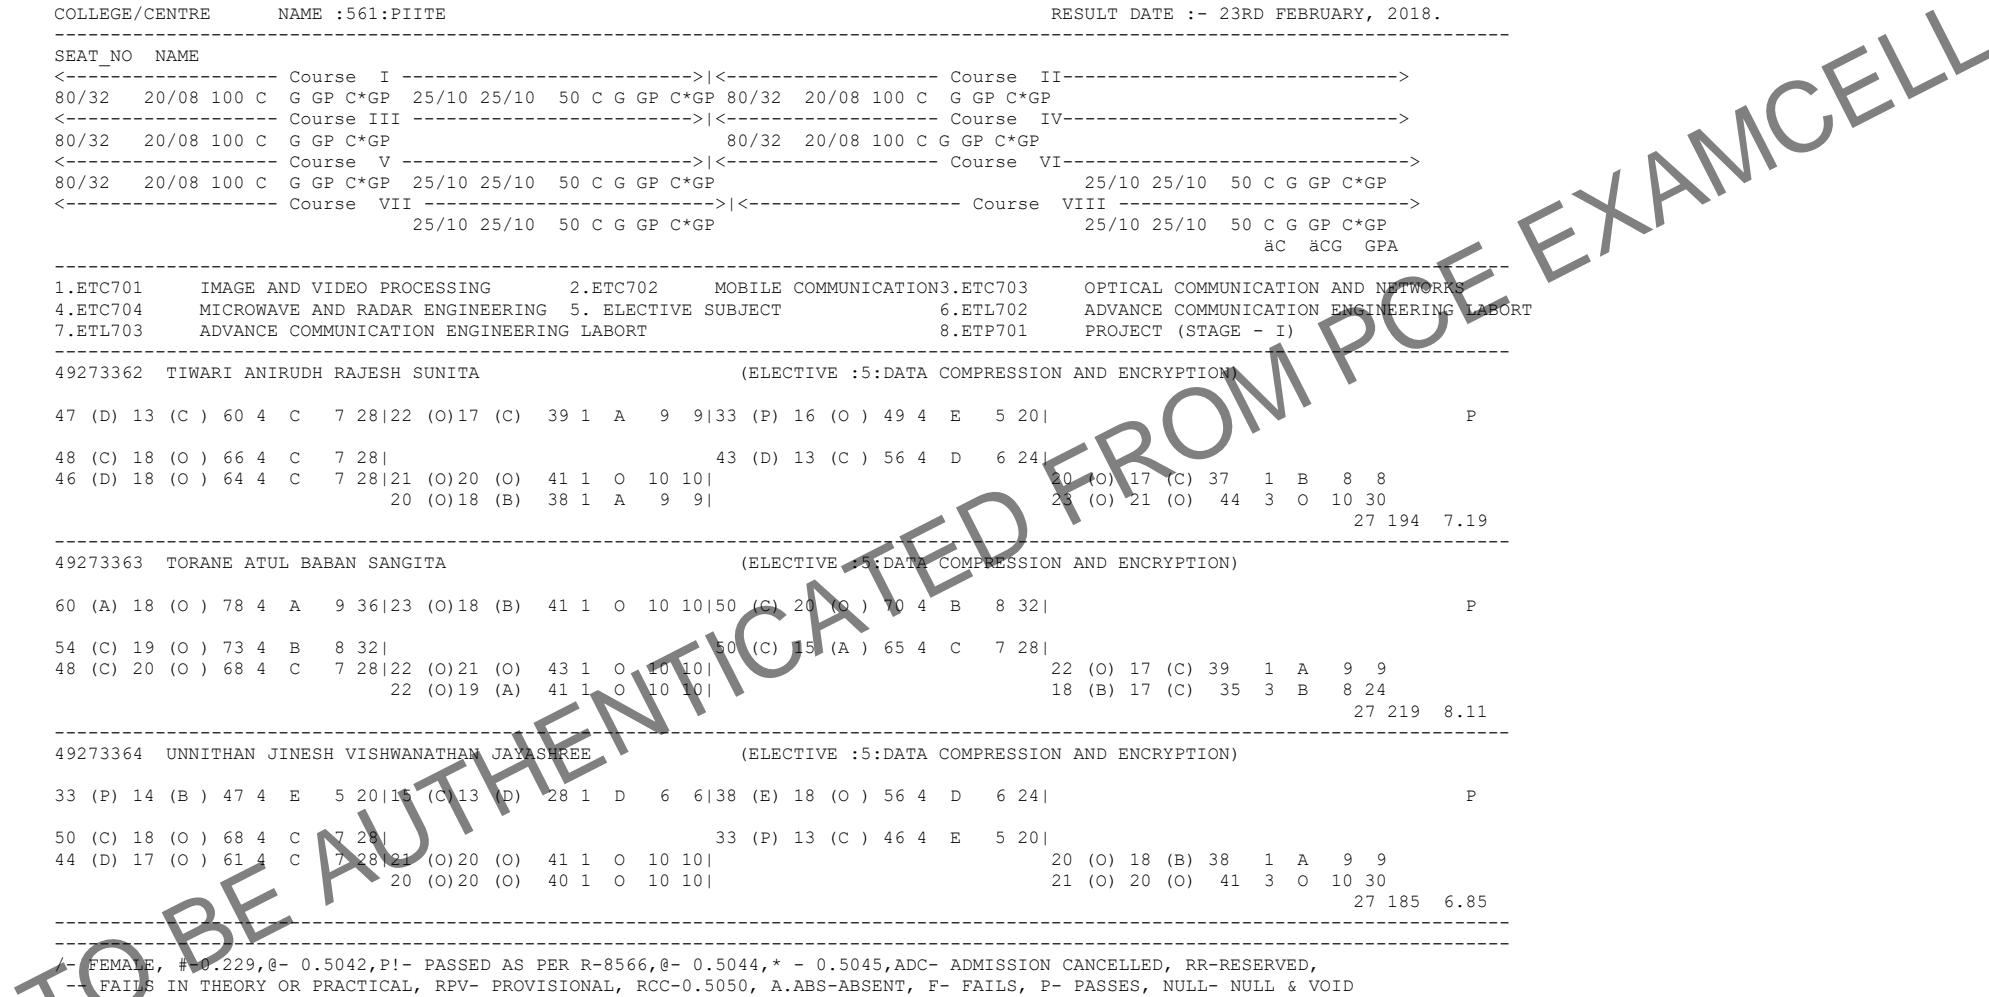 COLLEGE/CENTRE NAME :561:PIITE RESULT DATE :- 23RD FEBRUARY, 2018.
----------------------------------------------------------------
SEAT_NO NAME
<------------------- Course I -------------------------->|<------------------- Course II------------------------------>
80/32 20/08 100 C G GP C*GP 25/10 25/10 50 C G GP C*GP 80/32 20/08 100 C G GP C*GP
<------------------- Course III ------------------------->|<------------------- Course IV------------------------------>
80/32 20/08 100 C G GP C*GP 80/32 20/08 100 C G GP C*GP
<------------------- Course V -------------------------->|<------------------- Course VI------------------------------->
80/32 20/08 100 C G GP C*GP 25/10 25/10 50 C G GP C*GP 25/10 25/10 50 C G GP C*GP
<------------------- Course VII -------------------------->|<------------------- Course VIII ------------------------->
25/10 25/10 50 C G GP C*GP 25/10 25/10 50 C G GP C*GP
äC äCG GPA
----------------------------------------------------------------
1.ETC701 IMAGE AND VIDEO PROCESSING 2.ETC702 MOBILE COMMUNICATION3.ETC703 OPTICAL COMMUNICATION AND NETWORKS
4.ETC704 MICROWAVE AND RADAR ENGINEERING 5. ELECTIVE SUBJECT 6.ETL702 ADVANCE COMMUNICATION ENGINEERING LABORT
7.ETL703 ADVANCE COMMUNICATION ENGINEERING LABORT 8.ETP701 PROJECT (STAGE - I)
----------------------------------------------------------------
49273362 TIWARI ANIRUDH RAJESH SUNITA (ELECTIVE :5:DATA COMPRESSION AND ENCRYPTION)
47 (D) 13 (C ) 60 4 C 7 28|22 (O)17 (C) 39 1 A 9 9|33 (P) 16 (O ) 49 4 E 5 20| P
48 (C) 18 (O ) 66 4 C 7 28| 43 (D) 13 (C ) 56 4 D 6 24|
46 (D) 18 (O ) 64 4 C 7 28|21 (O)20 (O) 41 1 O 10 10| 20 (O) 17 (C) 37 1 B 8 8
20 (O)18 (B) 38 1 A 9 9| 23 (O) 21 (O) 44 3 O 10 30
27 194 7.19
----------------------------------------------------------------
49273363 TORANE ATUL BABAN SANGITA (ELECTIVE :5:DATA COMPRESSION AND ENCRYPTION)
60 (A) 18 (O ) 78 4 A 9 36|23 (O)18 (B) 41 1 O 10 10|50 (C) 20 (O ) 70 4 B 8 32| P
54 (C) 19 (O ) 73 4 B 8 32| 50 (C) 15 (A ) 65 4 C 7 28|
48 (C) 20 (O ) 68 4 C 7 28|22 (O)21 (O) 43 1 O 10 10| 22 (O) 17 (C) 39 1 A 9 9
22 (O)19 (A) 41 1 O 10 10| 18 (B) 17 (C) 35 3 B 8 24
27 219 8.11
----------------------------------------------------------------
49273364 UNNITHAN JINESH VISHWANATHAN JAYASHREE (ELECTIVE :5:DATA COMPRESSION AND ENCRYPTION)
33 (P) 14 (B ) 47 4 E 5 20|15 (C)13 (D) 28 1 D 6 6|38 (E) 18 (O ) 56 4 D 6 24| P
50 (C) 18 (O ) 68 4 C 7 28| 33 (P) 13 (C ) 46 4 E 5 20|
44 (D) 17 (O ) 61 4 C 7 28|21 (O)20 (O) 41 1 O 10 10| 20 (O) 18 (B) 38 1 A 9 9
20 (O)20 (O) 40 1 O 10 10| 21 (O) 20 (O) 41 3 O 10 30
27 185 6.85
----------------------------------------------------------------
----------------------------------------------------------------
/- FEMALE, #-0.229,@- 0.5042,P!- PASSED AS PER R-8566,@- 0.5044,* - 0.5045,ADC- ADMISSION CANCELLED, RR-RESERVED,
-- FAILS IN THEORY OR PRACTICAL, RPV- PROVISIONAL, RCC-0.5050, A.ABS-ABSENT, F- FAILS, P- PASSES, NULL- NULL & VOID
TO BE AUTHENTICATED FROM PCE EXAMCELL